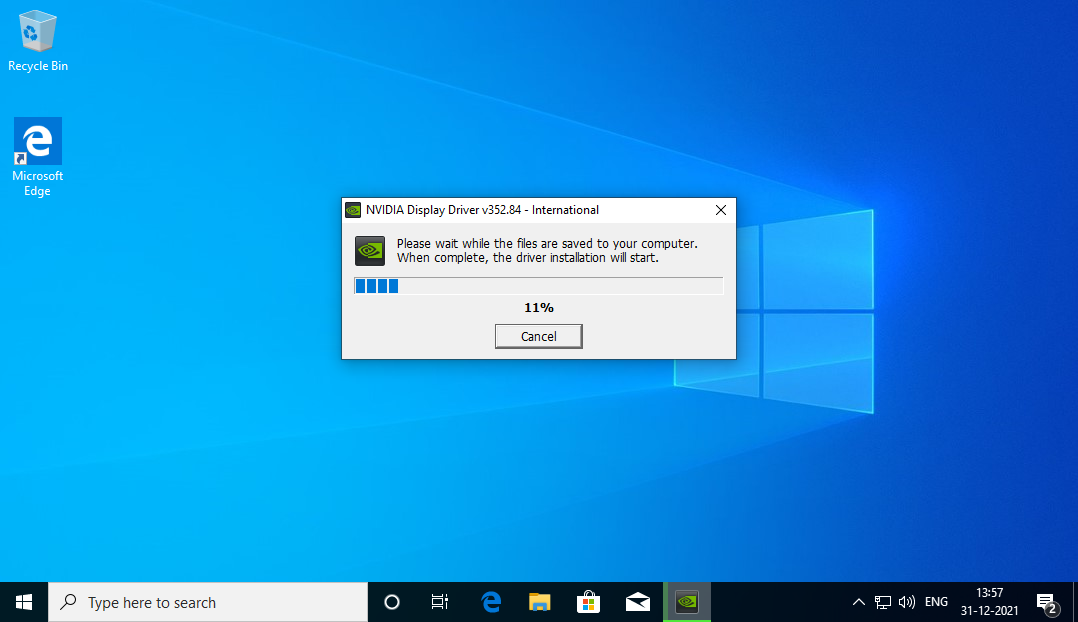 Recycle Bin
Microsoft
Edge
NVIDIA Display Driver v352.84 - International
Please wait while the files are saved to your computer.
When complete, the driver installation will start.
11%
Cancel
Type here to search
ENG
13:57
31-12-2021
2